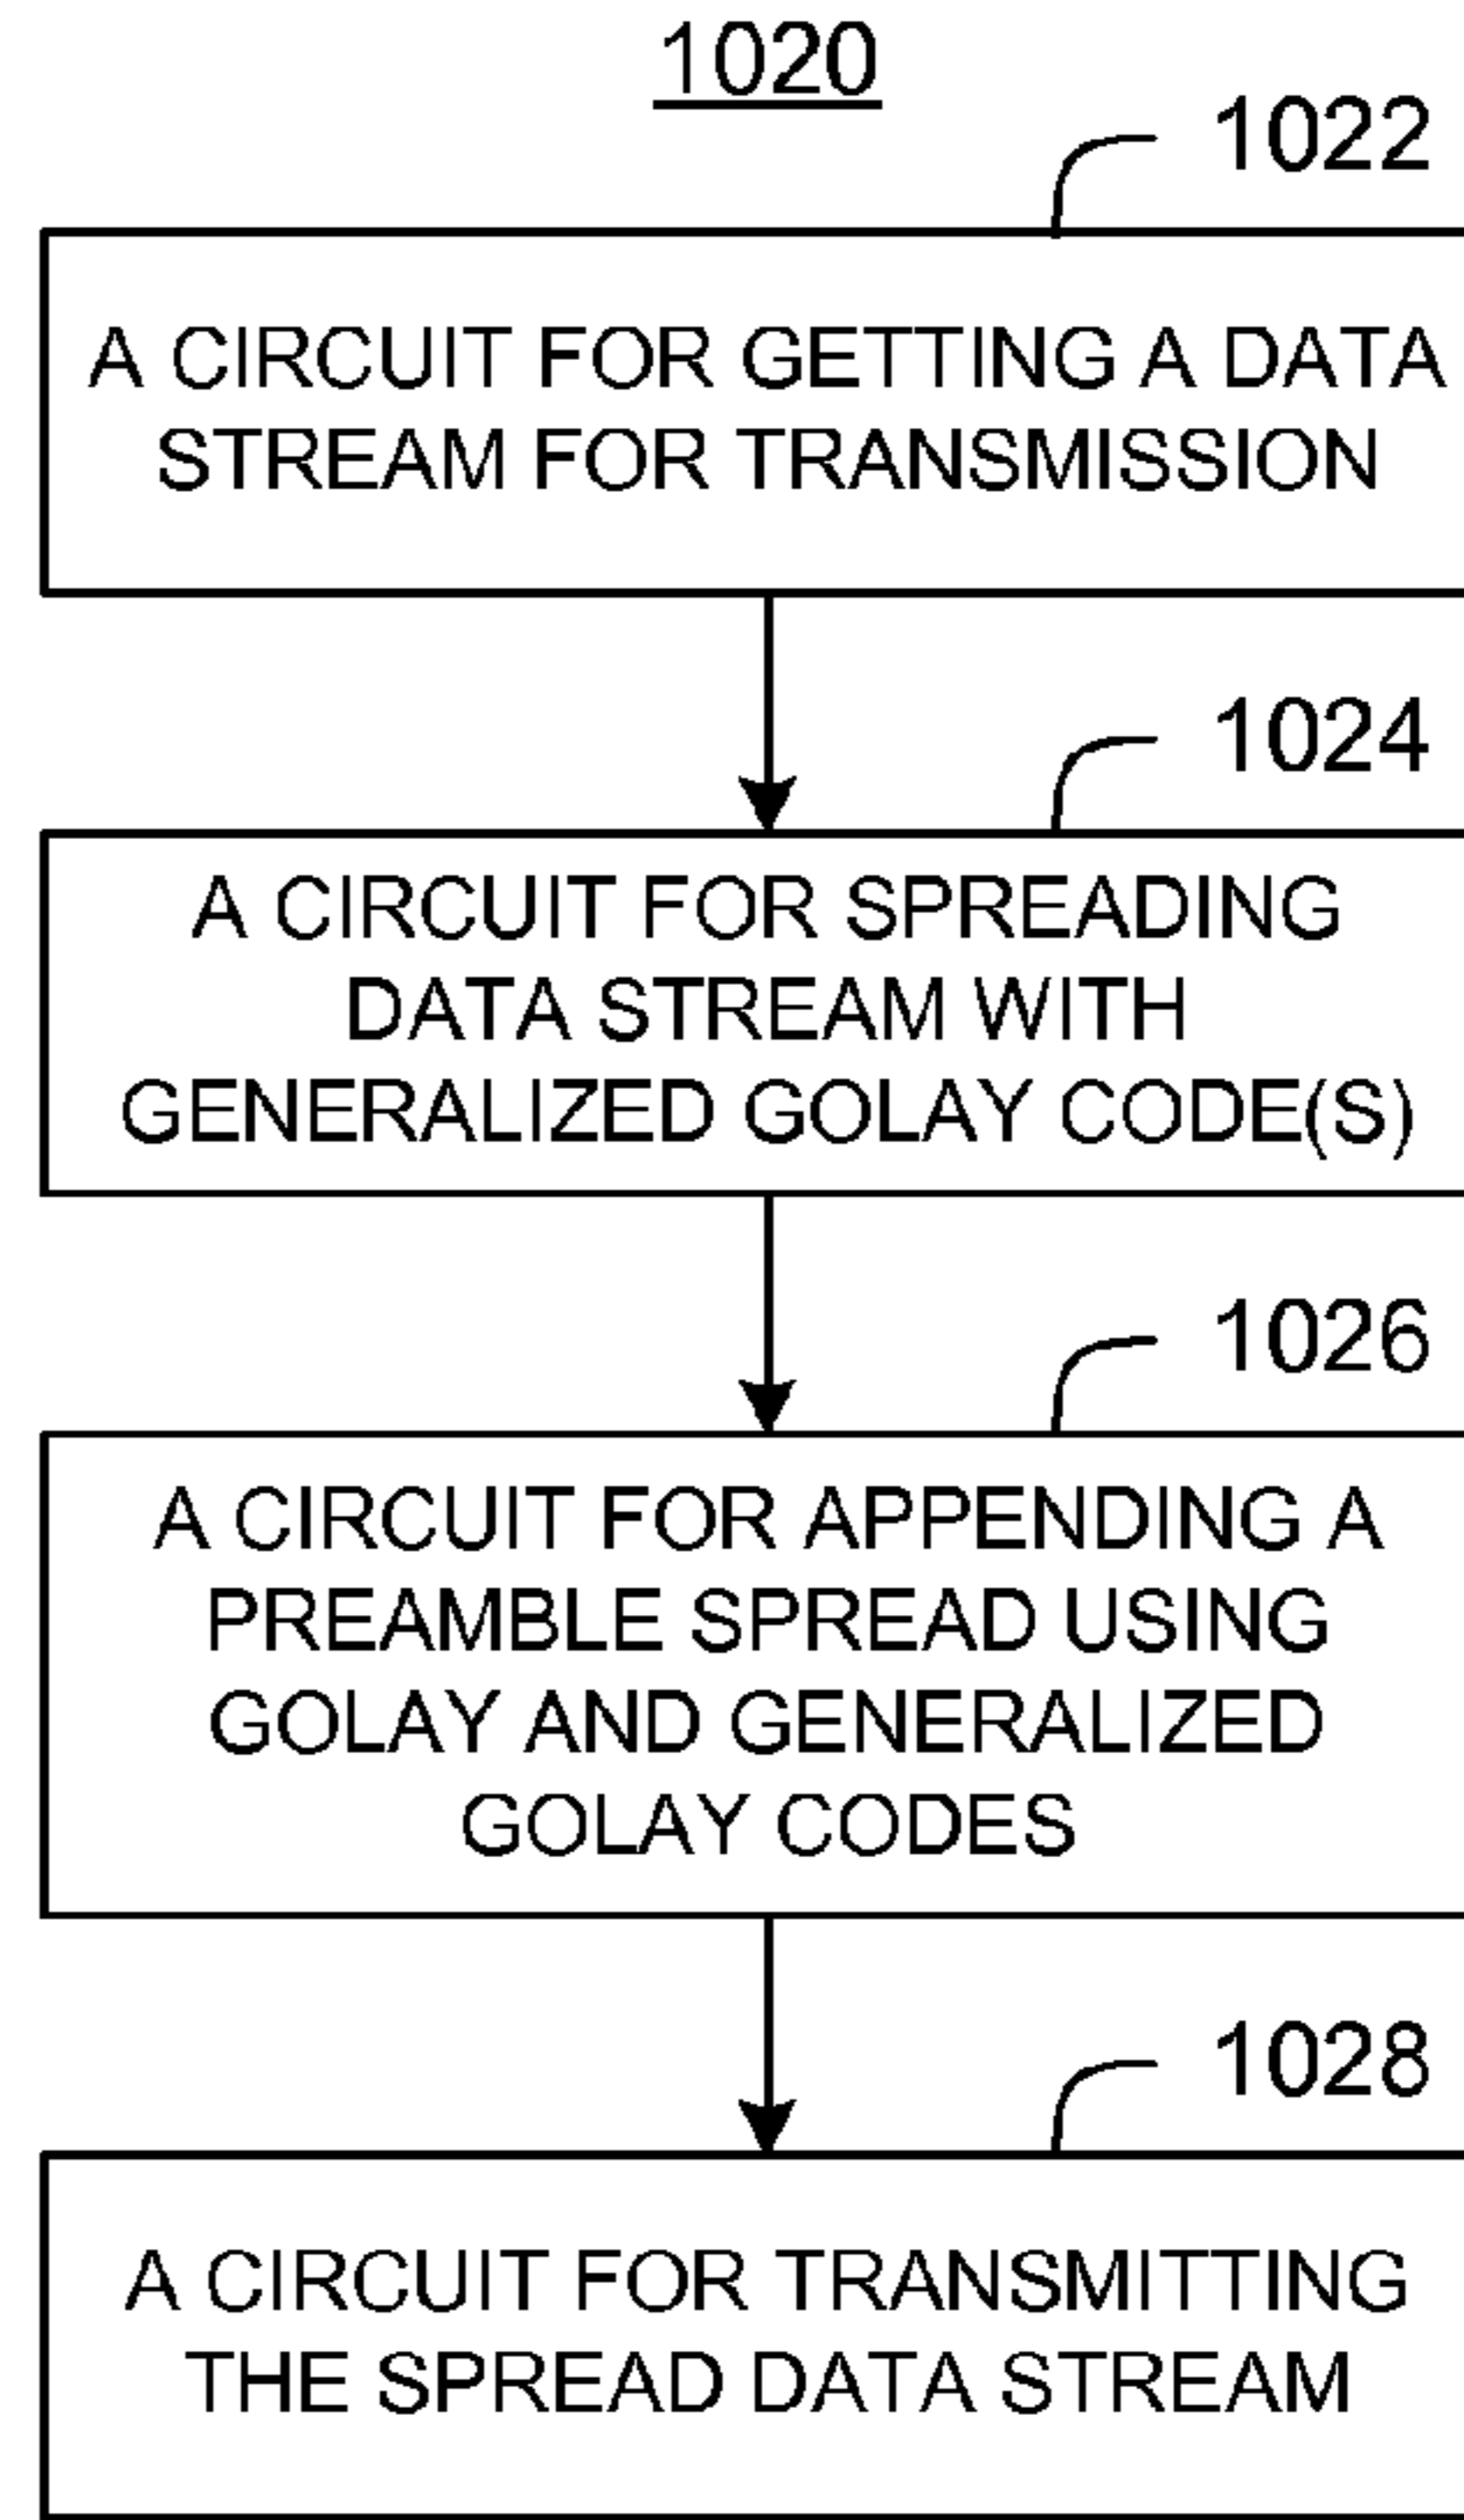 1020
1022
A CIRCUIT FOR GETTING A DATA
STREAM FOR TRANSMISSION
1024
A CIRCUIT FOR SPREADING
DATA STREAM WITH
GENERALIZED GOLAY CODE(S)
1026
A CIRCUIT FOR APPENDING A
PREAMBLE SPREAD USING
GOLAY AND GENERALIZED
GOLAY CODES
1028
A CIRCUIT FOR TRANSMITTING
THE SPREAD DATA STREAM